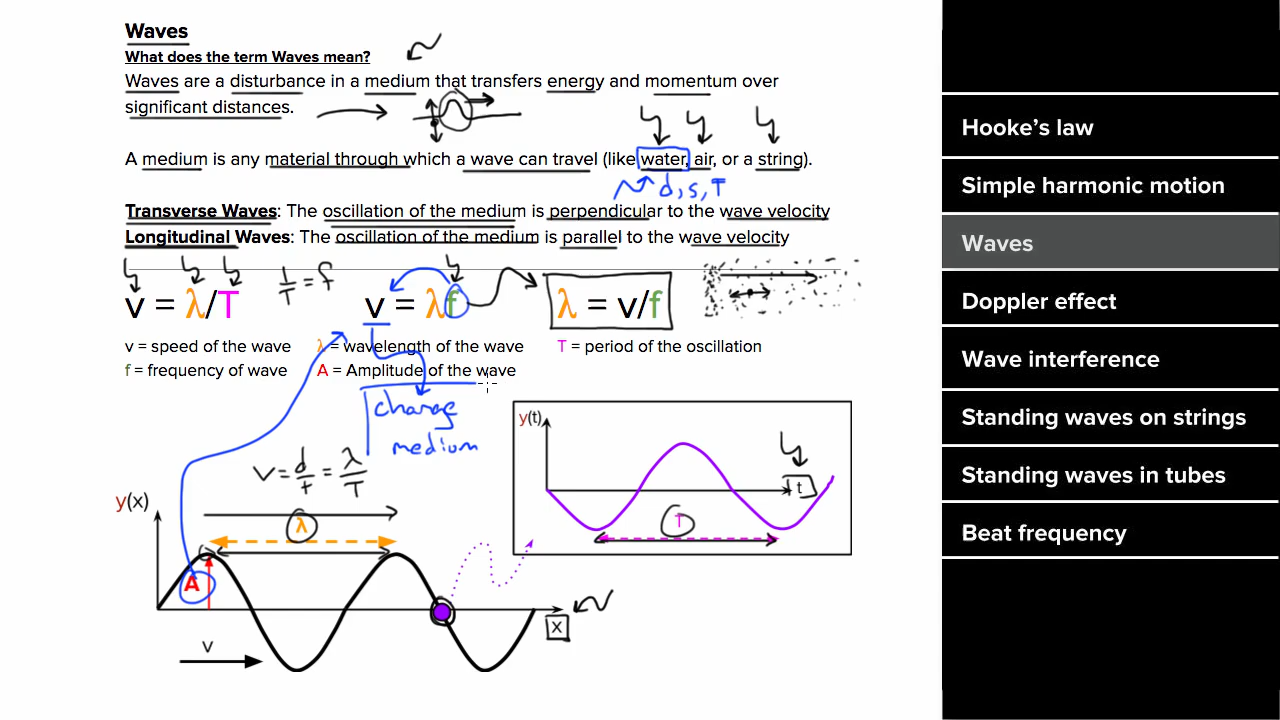 Waves
What does the term Waves mean?
Waves are a disturbance in a medium that transfers energy and momentum over
significant distances.
A medium is any material through which a wave can travel (like water, air, or a string).
d, s, T
Transverse Waves: The oscillation of the medium is perpendicular to the wave velocity
Longitudinal Waves: The oscillation of the medium is parallel to the wave velocity
v = λ/T
1/T = f
v = λf
λ = v/f
v = speed of the wave
λ = wavelength of the wave
T = period of the oscillation
f = frequency of wave
A = Amplitude of the wave
change
medium
v = d/t = λ/T
y(x)
λ
A
v
x
y(t)
t
T
Hooke's law
Simple harmonic motion
Waves
Doppler effect
Wave interference
Standing waves on strings
Standing waves in tubes
Beat frequency